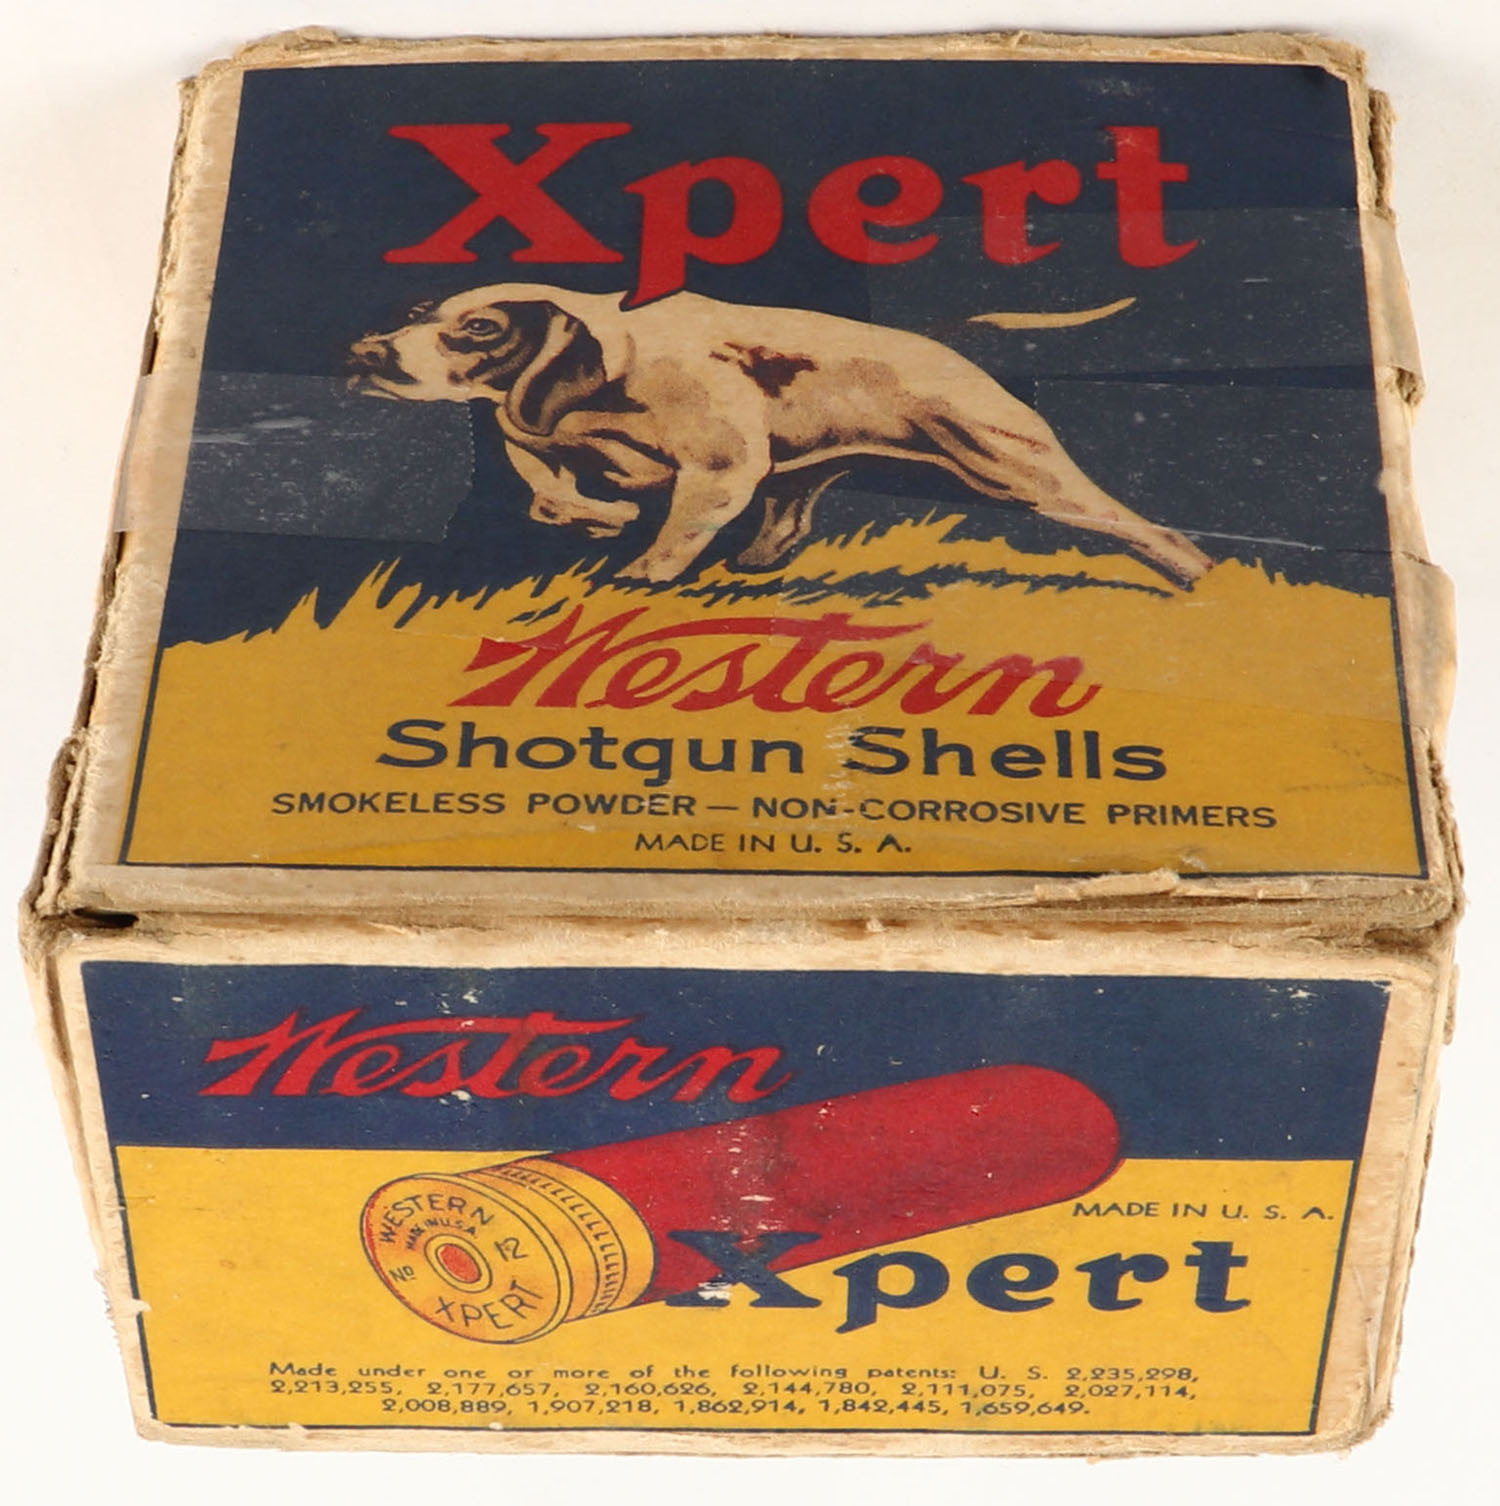 Xpert
Western
Shotgun Shells
SMOKELESS POWDER — NON-CORROSIVE PRIMERS
MADE IN U. S. A.
Western
WESTERN
MADE IN U.S.A.
No 12
XPERT
MADE IN U. S. A.
Xpert
Made under one or more of the following patents: U. S. 2,235,298,
2,213,255, 2,177,657, 2,160,626, 2,144,780, 2,111,075, 2,027,114,
2,008,889, 1,907,218, 1,862,914, 1,842,445, 1,659,649.